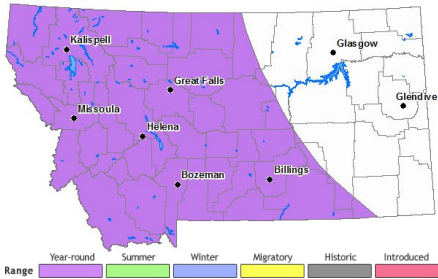 Kalispell
Glasgow
Great Falls
Glendive
Missoula
Helena
Bozeman
Billings
Year-round Summer Winter Migratory Historic Introduced
Range